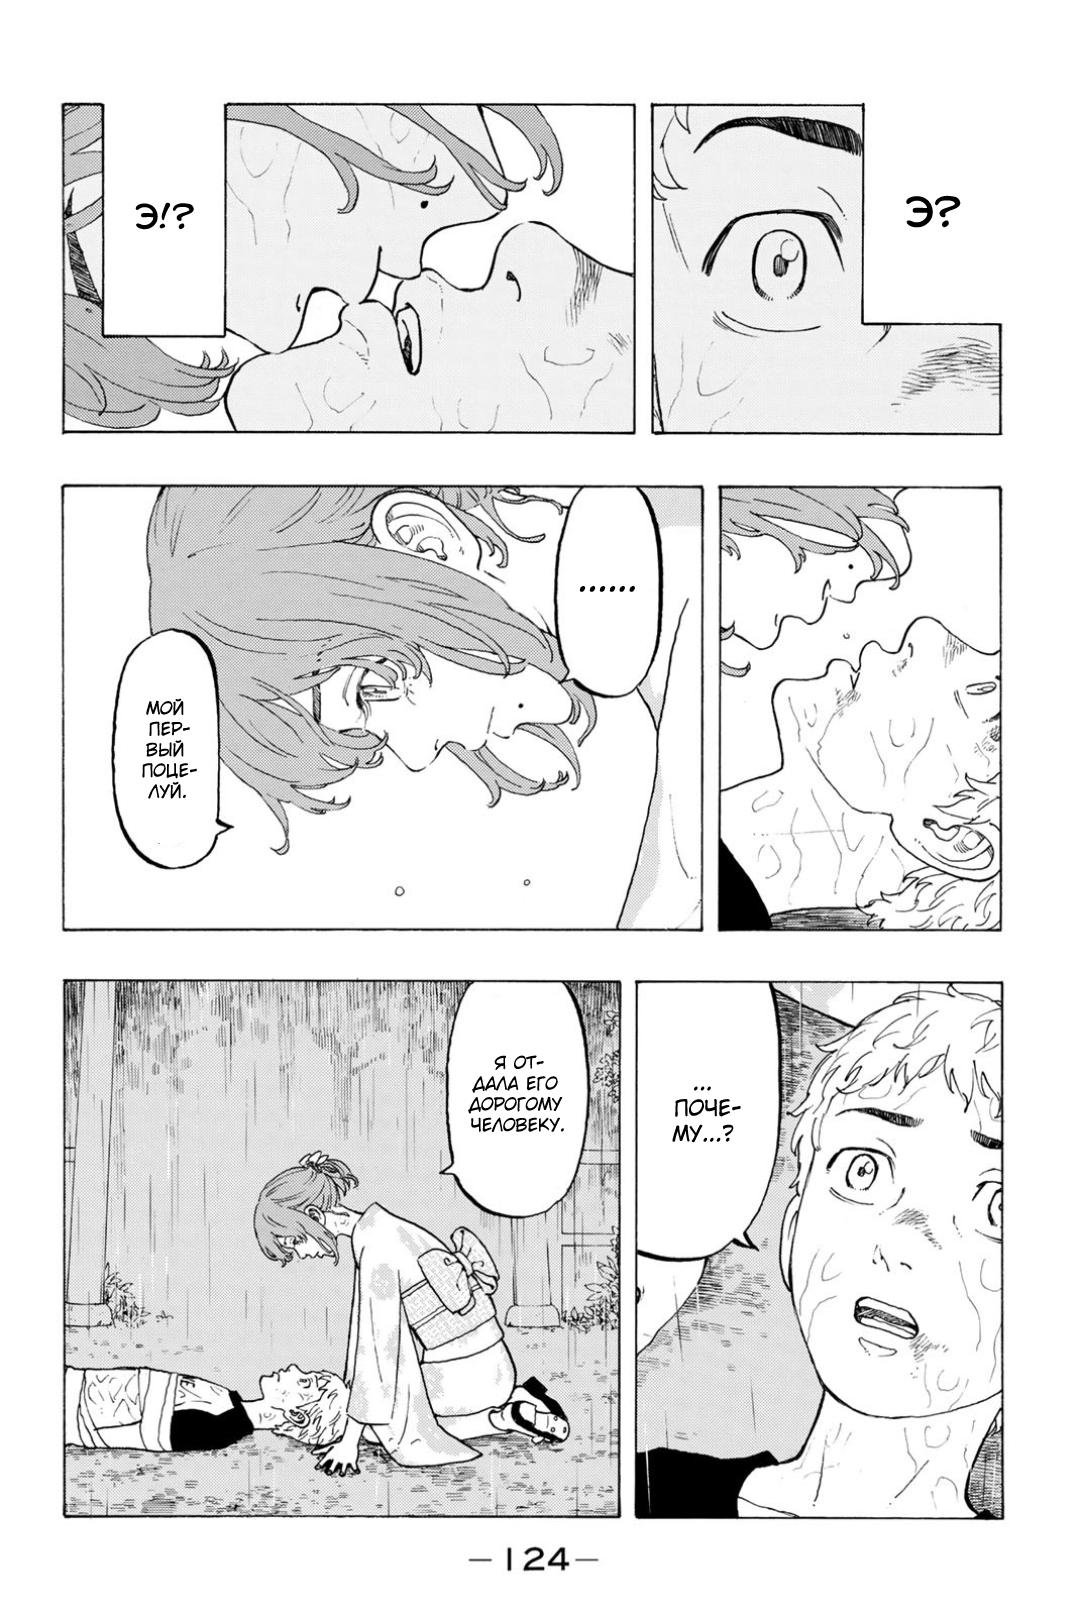 Э?
Э!?
......
МОЙ
ПЕР-
ВЫЙ
ПОЦЕ-
ЛУЙ.
...
ПОЧЕ-
МУ...?
Я ОТ-
ДАЛА ЕГО
ДОРОГОМУ
ЧЕЛОВЕКУ.
—124—